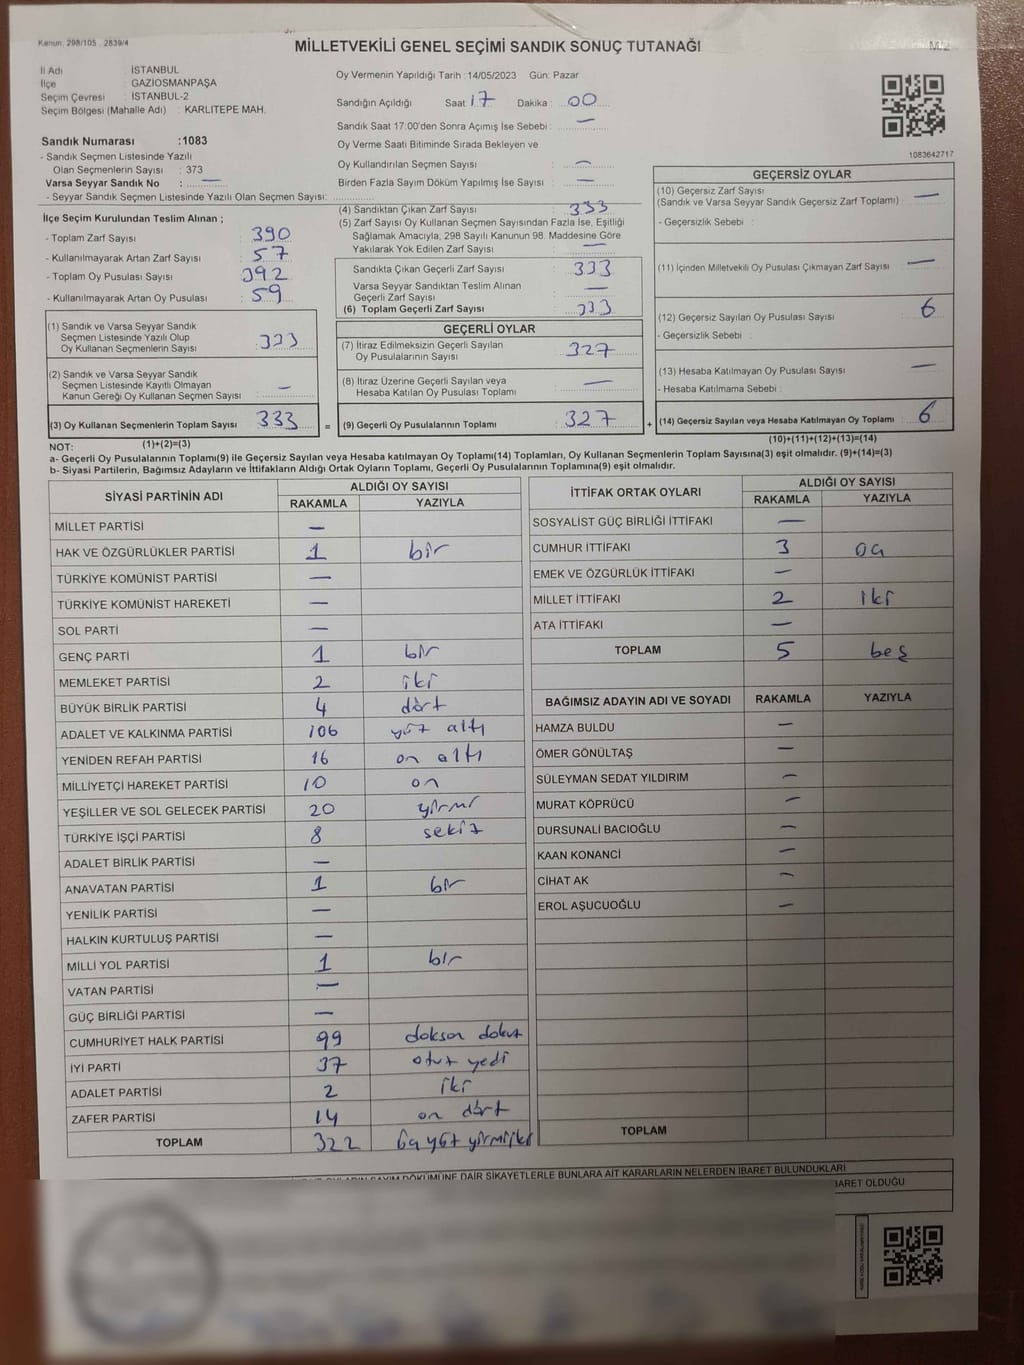 Kanun: 298/105 , 2839/4
MİLLETVEKİLİ GENEL SEÇİMİ SANDIK SONUÇ TUTANAĞI
İl Adı : İSTANBUL
İlçe : GAZİOSMANPAŞA
Seçim Çevresi : İSTANBUL-2
Seçim Bölgesi (Mahalle Adı) : KARLITEPE MAH.
Oy Vermenin Yapıldığı Tarih :14/05/2023 Gün: Pazar
Sandığın Açıldığı Saat 17 Dakika : 00
Sandık Saat 17:00'den Sonra Açımış İse Sebebi : —
Oy Verme Saati Bitiminde Sırada Bekleyen ve
Oy Kullandırılan Seçmen Sayısı : —
Birden Fazla Sayım Döküm Yapılmış İse Sayısı : —
1083642717
Sandık Numarası :1083
- Sandık Seçmen Listesinde Yazılı
Olan Seçmenlerin Sayısı : 373
Varsa Seyyar Sandık No : —
- Seyyar Sandık Seçmen Listesinde Yazılı Olan Seçmen Sayısı:
İlçe Seçim Kurulundan Teslim Alınan ;
- Toplam Zarf Sayısı : 390
- Kullanılmayarak Artan Zarf Sayısı : 57
- Toplam Oy Pusulası Sayısı : 392
- Kullanılmayarak Artan Oy Pusulası : 59
(1) Sandık ve Varsa Seyyar Sandık
Seçmen Listesinde Yazılı Olup
Oy Kullanan Seçmenlerin Sayısı : 333
(2) Sandık ve Varsa Seyyar Sandık
Seçmen Listesinde Kayıtlı Olmayan
Kanun Gereği Oy Kullanan Seçmen Sayısı : —
(3) Oy Kullanan Seçmenlerin Toplam Sayısı : 333
(4) Sandıktan Çıkan Zarf Sayısı : 333
(5) Zarf Sayısı Oy Kullanan Seçmen Sayısından Fazla İse, Eşitliği
Sağlamak Amacıyla, 298 Sayılı Kanunun 98. Maddesine Göre
Yakılarak Yok Edilen Zarf Sayısı : —
Sandıkta Çıkan Geçerli Zarf Sayısı : 333
Varsa Seyyar Sandıktan Teslim Alınan
Geçerli Zarf Sayısı : —
(6) Toplam Geçerli Zarf Sayısı : 333
GEÇERLİ OYLAR
(7) İtiraz Edilmeksizin Geçerli Sayılan
Oy Pusulalarının Sayısı : 327
(8) İtiraz Üzerine Geçerli Sayılan veya
Hesaba Katılan Oy Pusulası Toplamı : —
= (9) Geçerli Oy Pusulalarının Toplamı : 327
GEÇERSİZ OYLAR
(10) Geçersiz Zarf Sayısı
(Sandık ve Varsa Seyyar Sandık Geçersiz Zarf Toplamı) : —
- Geçersizlik Sebebi :
(11) İçinden Milletvekili Oy Pusulası Çıkmayan Zarf Sayısı : —
(12) Geçersiz Sayılan Oy Pusulası Sayısı : 6
- Geçersizlik Sebebi :
(13) Hesaba Katılmayan Oy Pusulası Sayısı : —
- Hesaba Katılmama Sebebi :
+ (14) Geçersiz Sayılan veya Hesaba Katılmayan Oy Toplamı : 6
NOT: (1)+(2)=(3)
(10)+(11)+(12)+(13)=(14)
a- Geçerli Oy Pusulalarının Toplamı(9) ile Geçersiz Sayılan veya Hesaba katılmayan Oy Toplamı(14) Toplamları, Oy Kullanan Seçmenlerin Toplam Sayısına(3) eşit olmalıdır. (9)+(14)=(3)
b- Siyasi Partilerin, Bağımsız Adayların ve İttifakların Aldığı Ortak Oyların Toplamı, Geçerli Oy Pusulalarının Toplamına(9) eşit olmalıdır.
SİYASİ PARTİNİN ADI ALDIĞI OY SAYISI
RAKAMLA YAZIYLA
MİLLET PARTİSİ —
HAK VE ÖZGÜRLÜKLER PARTİSİ 1 bir
TÜRKİYE KOMÜNİST PARTİSİ —
TÜRKİYE KOMÜNİST HAREKETİ —
SOL PARTİ —
GENÇ PARTİ 1 bir
MEMLEKET PARTİSİ 2 iki
BÜYÜK BİRLİK PARTİSİ 4 dört
ADALET VE KALKINMA PARTİSİ 106 yüz altı
YENİDEN REFAH PARTİSİ 16 on altı
MİLLİYETÇİ HAREKET PARTİSİ 10 on
YEŞİLLER VE SOL GELECEK PARTİSİ 20 yirmi
TÜRKİYE İŞÇİ PARTİSİ 8 sekiz
ADALET BİRLİK PARTİSİ —
ANAVATAN PARTİSİ 1 bir
YENİLİK PARTİSİ —
HALKIN KURTULUŞ PARTİSİ —
MİLLİ YOL PARTİSİ 1 bir
VATAN PARTİSİ —
GÜÇ BİRLİĞİ PARTİSİ —
CUMHURİYET HALK PARTİSİ 99 doksan dokuz
İYİ PARTİ 37 otuz yedi
ADALET PARTİSİ 2 iki
ZAFER PARTİSİ 14 on dört
TOPLAM 322 üç yüz yirmi iki
İTTİFAK ORTAK OYLARI ALDIĞI OY SAYISI
RAKAMLA YAZIYLA
SOSYALİST GÜÇ BİRLİĞİ İTTİFAKI —
CUMHUR İTTİFAKI 3 üç
EMEK VE ÖZGÜRLÜK İTTİFAKI —
MİLLET İTTİFAKI 2 iki
ATA İTTİFAKI —
TOPLAM 5 beş
BAĞIMSIZ ADAYIN ADI VE SOYADI RAKAMLA YAZIYLA
HAMZA BULDU —
ÖMER GÖNÜLTAŞ —
SÜLEYMAN SEDAT YILDIRIM —
MURAT KÖPRÜCÜ —
DURSUNALİ BACIOĞLU —
KAAN KONANCİ —
CİHAT AK —
EROL AŞUCUOĞLU —
TOPLAM
DÖKÜMÜNE DAİR ŞİKAYETLERLE BUNLARA AİT KARARLARIN NELERDEN İBARET BULUNDUKLARI
OLDUĞU